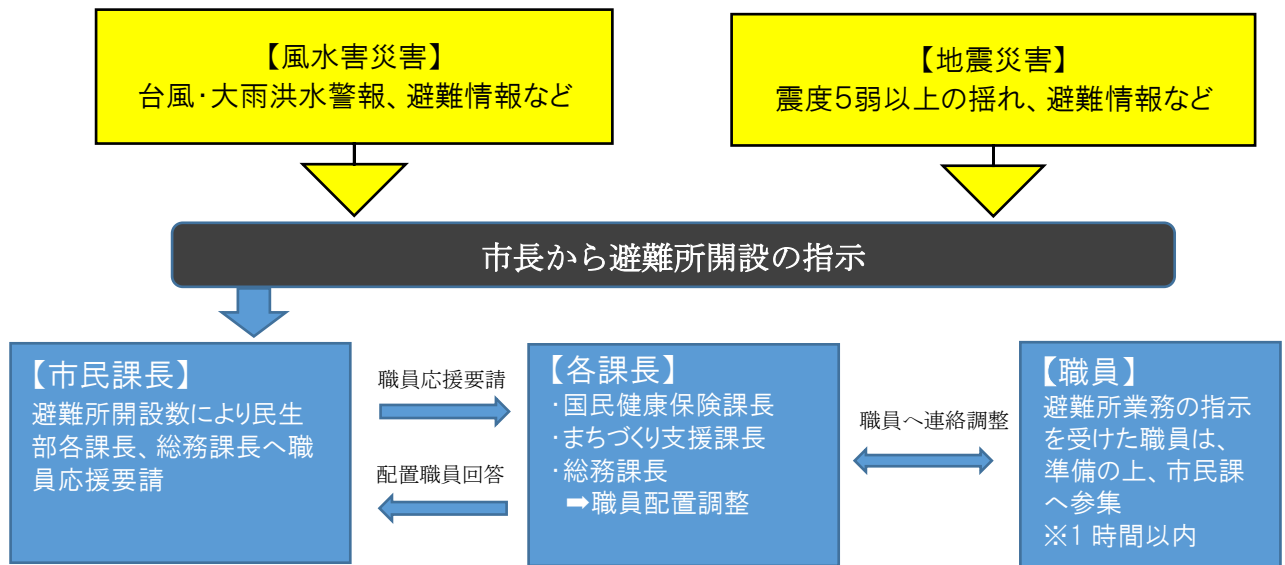 【風水害災害】
台風・大雨洪水警報、避難情報など
【地震災害】
震度5弱以上の揺れ、避難情報など
市長から避難所開設の指示
【市民課長】
避難所開設数により民生
部各課長、総務課長へ職
員応援要請
職員応援要請
配置職員回答
【各課長】
・国民健康保険課長
・まちづくり支援課長
・総務課長
➡職員配置調整
職員へ連絡調整
【職員】
避難所業務の指示
を受けた職員は、
準備の上、市民課
へ参集
※1時間以内